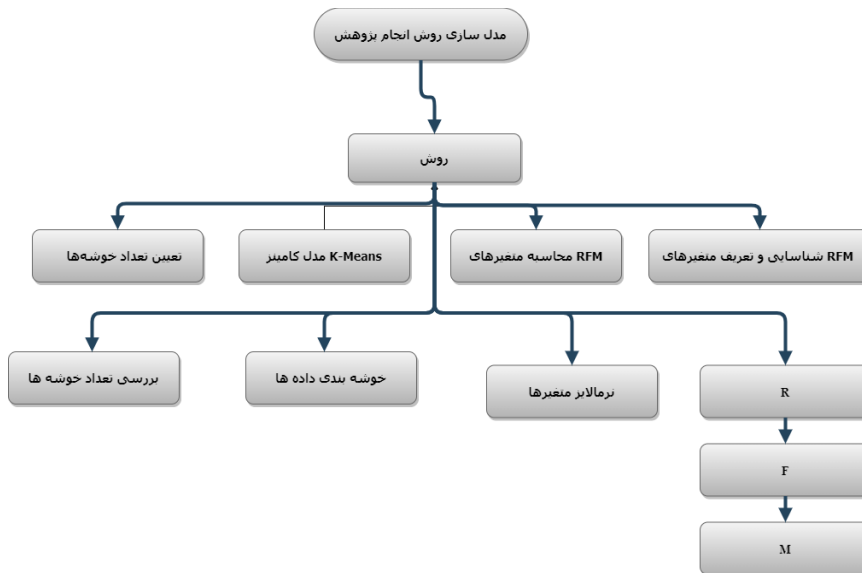 مدل سازی روش انجام پژوهش
روش
شناسایی و تعریف متغیرهای RFM
محاسبه متغیرهای RFM
مدل کامینز K-Means
تعیین تعداد خوشه‌ها
R
نرمالایز متغیرها
خوشه بندی داده ها
بررسی تعداد خوشه ها
F
M